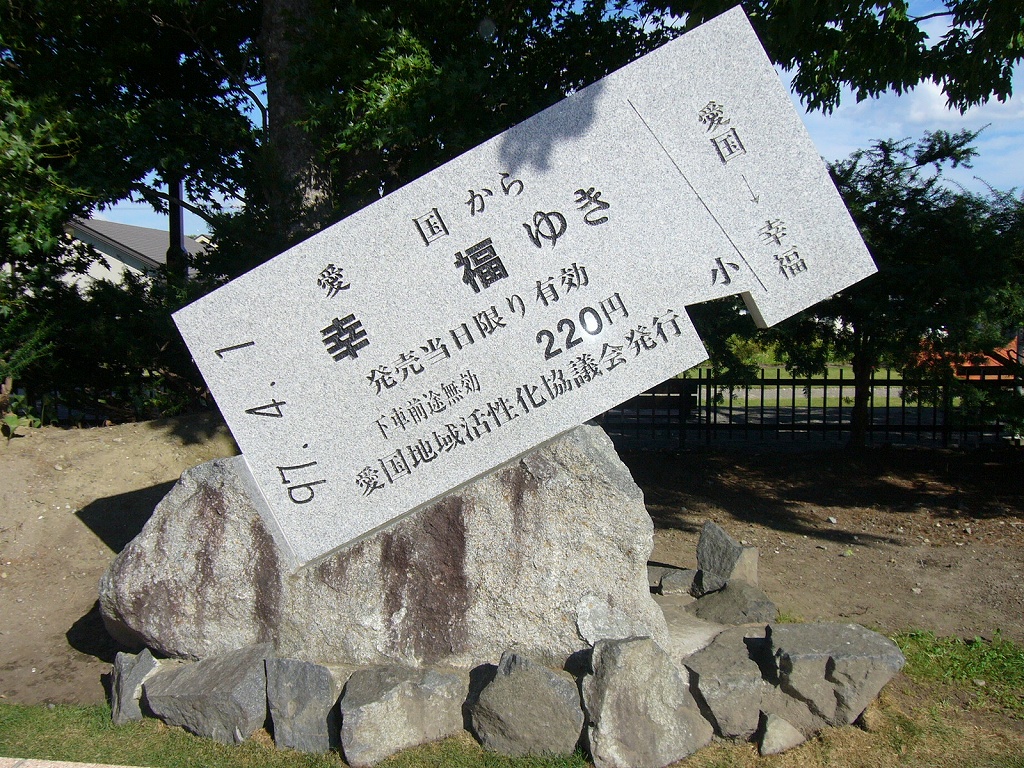 愛国から
幸福ゆき
発売当日限り有効
下車前途無効 220円
愛国地域活性化協議会発行
97.4.1
小
愛国→幸福